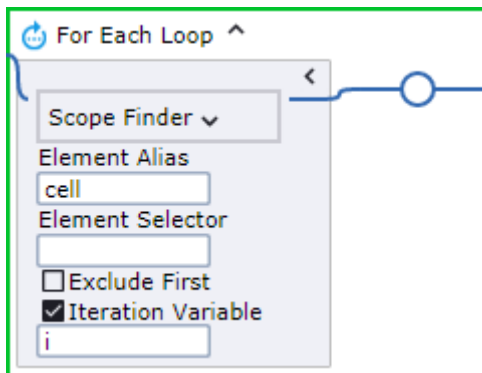 For Each Loop
Scope Finder
Element Alias
cell
Element Selector
Exclude First
Iteration Variable
i